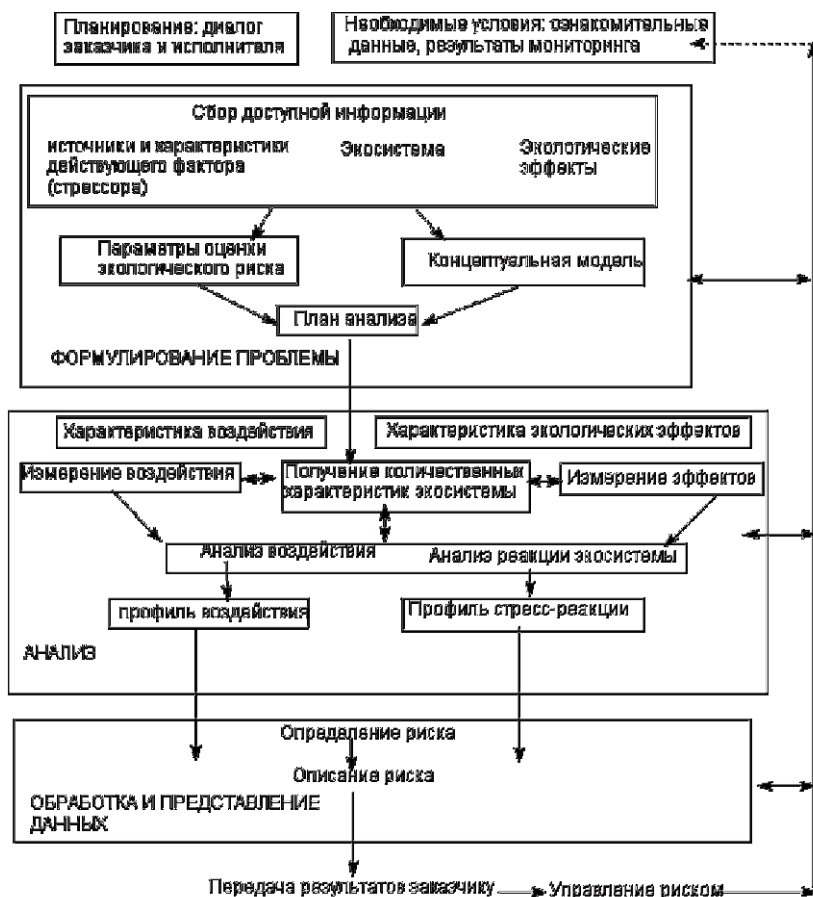 Планирование: диалог
заказчика и исполнителя
Необходимые условия: ознакомительные
данные, результаты мониторинга
Сбор доступной информации
источники и характеристики
действующего фактора
(стрессора)
Экосистема
Экологические
эффекты
Параметры оценки
экологического риска
Концептуальная модель
План анализа
ФОРМУЛИРОВАНИЕ ПРОБЛЕМЫ
Характеристика воздействия
Характеристика экологических эффектов
Измерение воздействия
Получение количественных
характеристик экосистемы
Измерение эффектов
Анализ воздействия
Анализ реакции экосистемы
профиль воздействия
Профиль стресс-реакции
АНАЛИЗ
Определение риска
Описание риска
ОБРАБОТКА И ПРЕДСТАВЛЕНИЕ
ДАННЫХ
Передача результатов заказчику
Управление риском